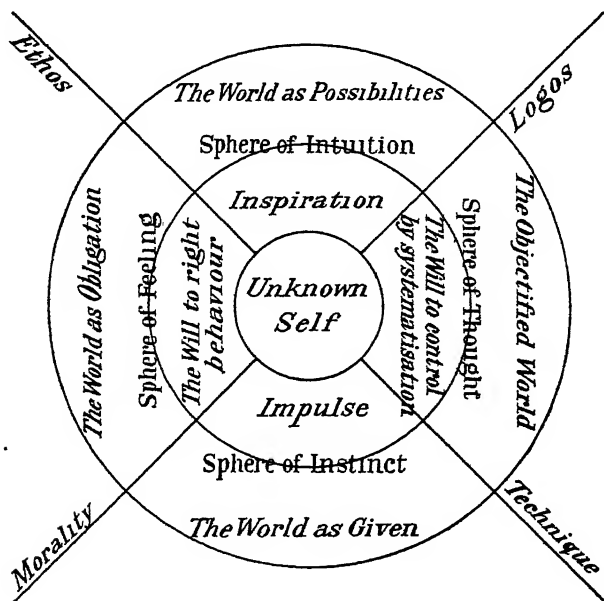 Ethos
Logos
The World as Possibilities
Sphere of Intuition
Inspiration
The World as Obligation
Sphere of Feeling
The Will to right
behaviour
Unknown
Self
The Will to control
by systematisation
Sphere of Thought
The Objectified World
Impulse
Sphere of Instinct
The World as Given
Morality
Technique